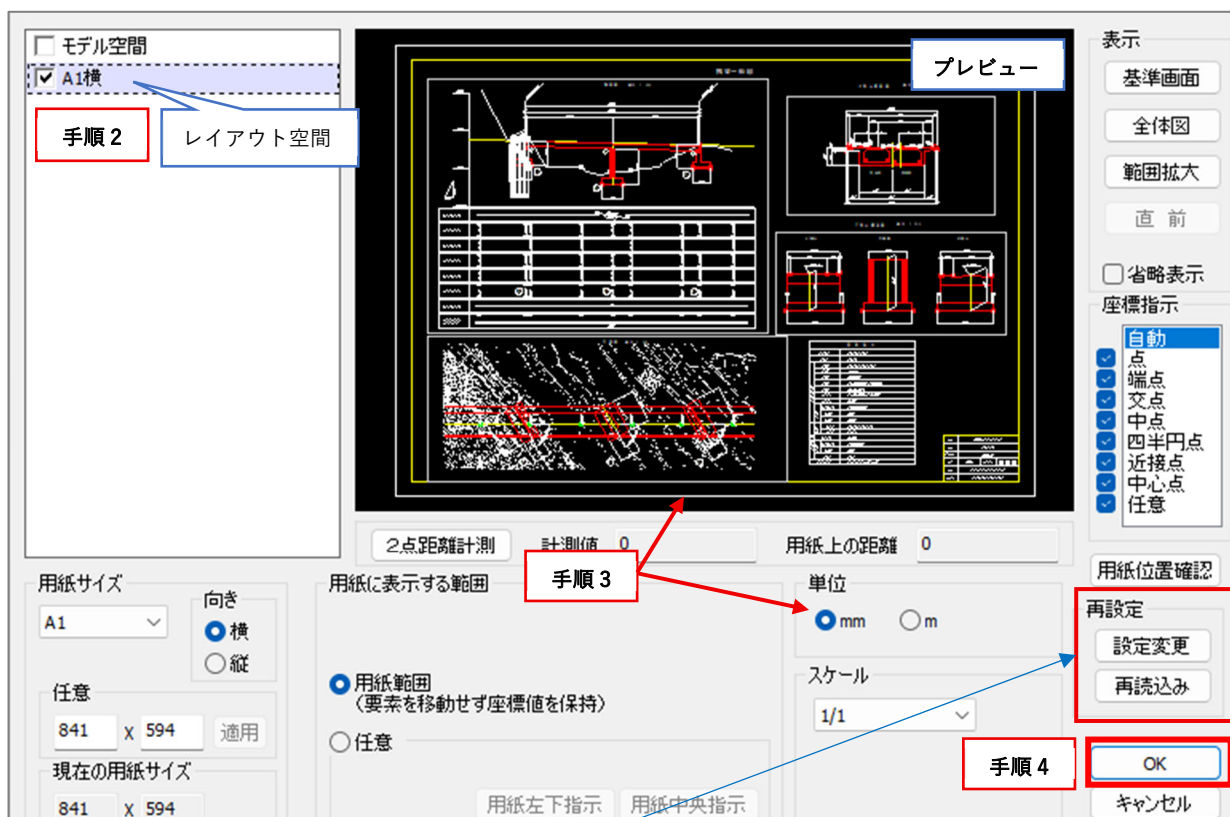 モデル空間
A1横
手順2
レイアウト空間
プレビュー
表示
基準画面
全体図
範囲拡大
直 前
省略表示
座標指示
自動
点
端点
交点
中点
四半円点
近接点
中心点
任意
2点距離計測
計測値 0
用紙上の距離 0
手順3
用紙位置確認
用紙サイズ
A1
向き
横
縦
任意
841 x 594 適用
現在の用紙サイズ
841 x 594
用紙に表示する範囲
用紙範囲
(要素を移動せず座標値を保持)
任意
用紙左下指示 用紙中央指示
単位
mm m
スケール
1/1
再設定
設定変更
再読込み
手順4
OK
キャンセル